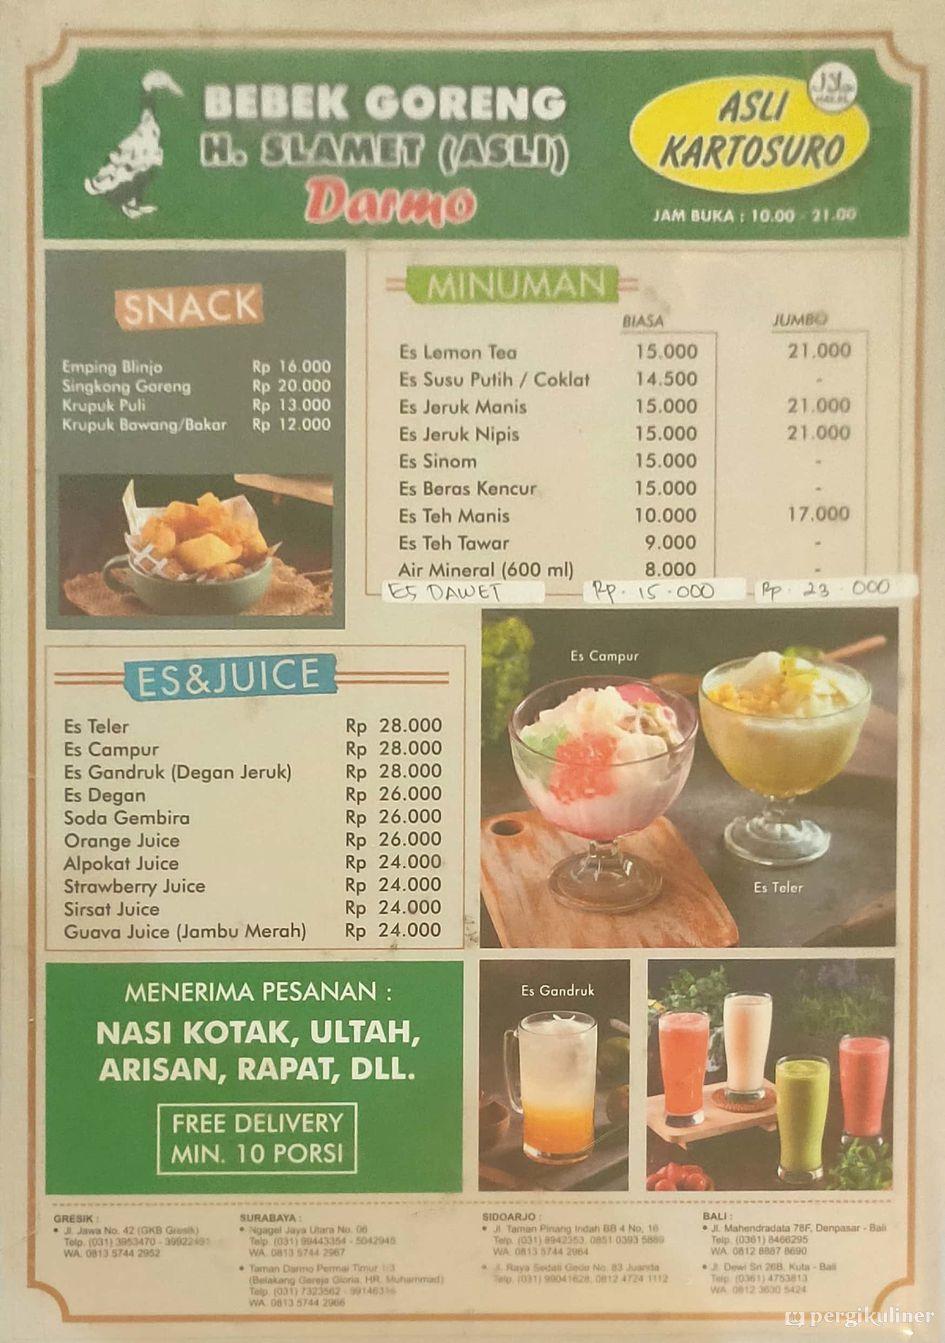 BEBEK GORENG
H. SLAMET (ASLI)
Darmo
ASLI
KARTOSURO
HALAL
JAM BUKA : 10.00 - 21.00
SNACK
Emping Blinjo Rp 16.000
Singkong Goreng Rp 20.000
Krupuk Puli Rp 13.000
Krupuk Bawang/Bakar Rp 12.000
MINUMAN
BIASA JUMBO
Es Lemon Tea 15.000 21.000
Es Susu Putih / Coklat 14.500 -
Es Jeruk Manis 15.000 21.000
Es Jeruk Nipis 15.000 21.000
Es Sinom 15.000 -
Es Beras Kencur 15.000 -
Es Teh Manis 10.000 17.000
Es Teh Tawar 9.000 -
Air Mineral (600 ml) 8.000 -
ES DAWET Rp. 15.000 Rp. 23.000
ES&JUICE
Es Teler Rp 28.000
Es Campur Rp 28.000
Es Gandruk (Degan Jeruk) Rp 28.000
Es Degan Rp 26.000
Soda Gembira Rp 26.000
Orange Juice Rp 26.000
Alpokat Juice Rp 24.000
Strawberry Juice Rp 24.000
Sirsat Juice Rp 24.000
Guava Juice (Jambu Merah) Rp 24.000
Es Campur
Es Teler
MENERIMA PESANAN :
NASI KOTAK, ULTAH,
ARISAN, RAPAT, DLL.
FREE DELIVERY
MIN. 10 PORSI
Es Gandruk
GRESIK :
• Jl. Jawa No. 42 (GKB Gresik)
Telp. (031) 3953470 -
WA. 0813 5744 2952
SURABAYA :
• Ngagel Jaya Utara No. 06
Telp. (031) 99443354 - 5042945
WA. 0813 5744 2967
• Taman Darmo Permai Timur 1/3
(Belakang Gereja Gloria, HR. Muhammad)
Telp. (031) 7323562 -
WA. 0813 5744 2966
SIDOARJO :
• Jl. Taman Pinang Indah BB 4 No. 16
Telp. (031) 8942353, 0851 0393 5889
WA. 0813 5744 2964
• Jl. Raya Sedati Gede No. 83 Juanda
Telp. (031) 99041628, 0812 4724 1112
BALI :
• Jl. Mahendradata 78F, Denpasar - Bali
Telp. (0361) 8466295
WA. 0812 8887 8690
• Jl. Dewi Sri 26B, Kuta - Bali
Telp. (0361) 4753813
WA. 0812 3630 5424
pergikuliner